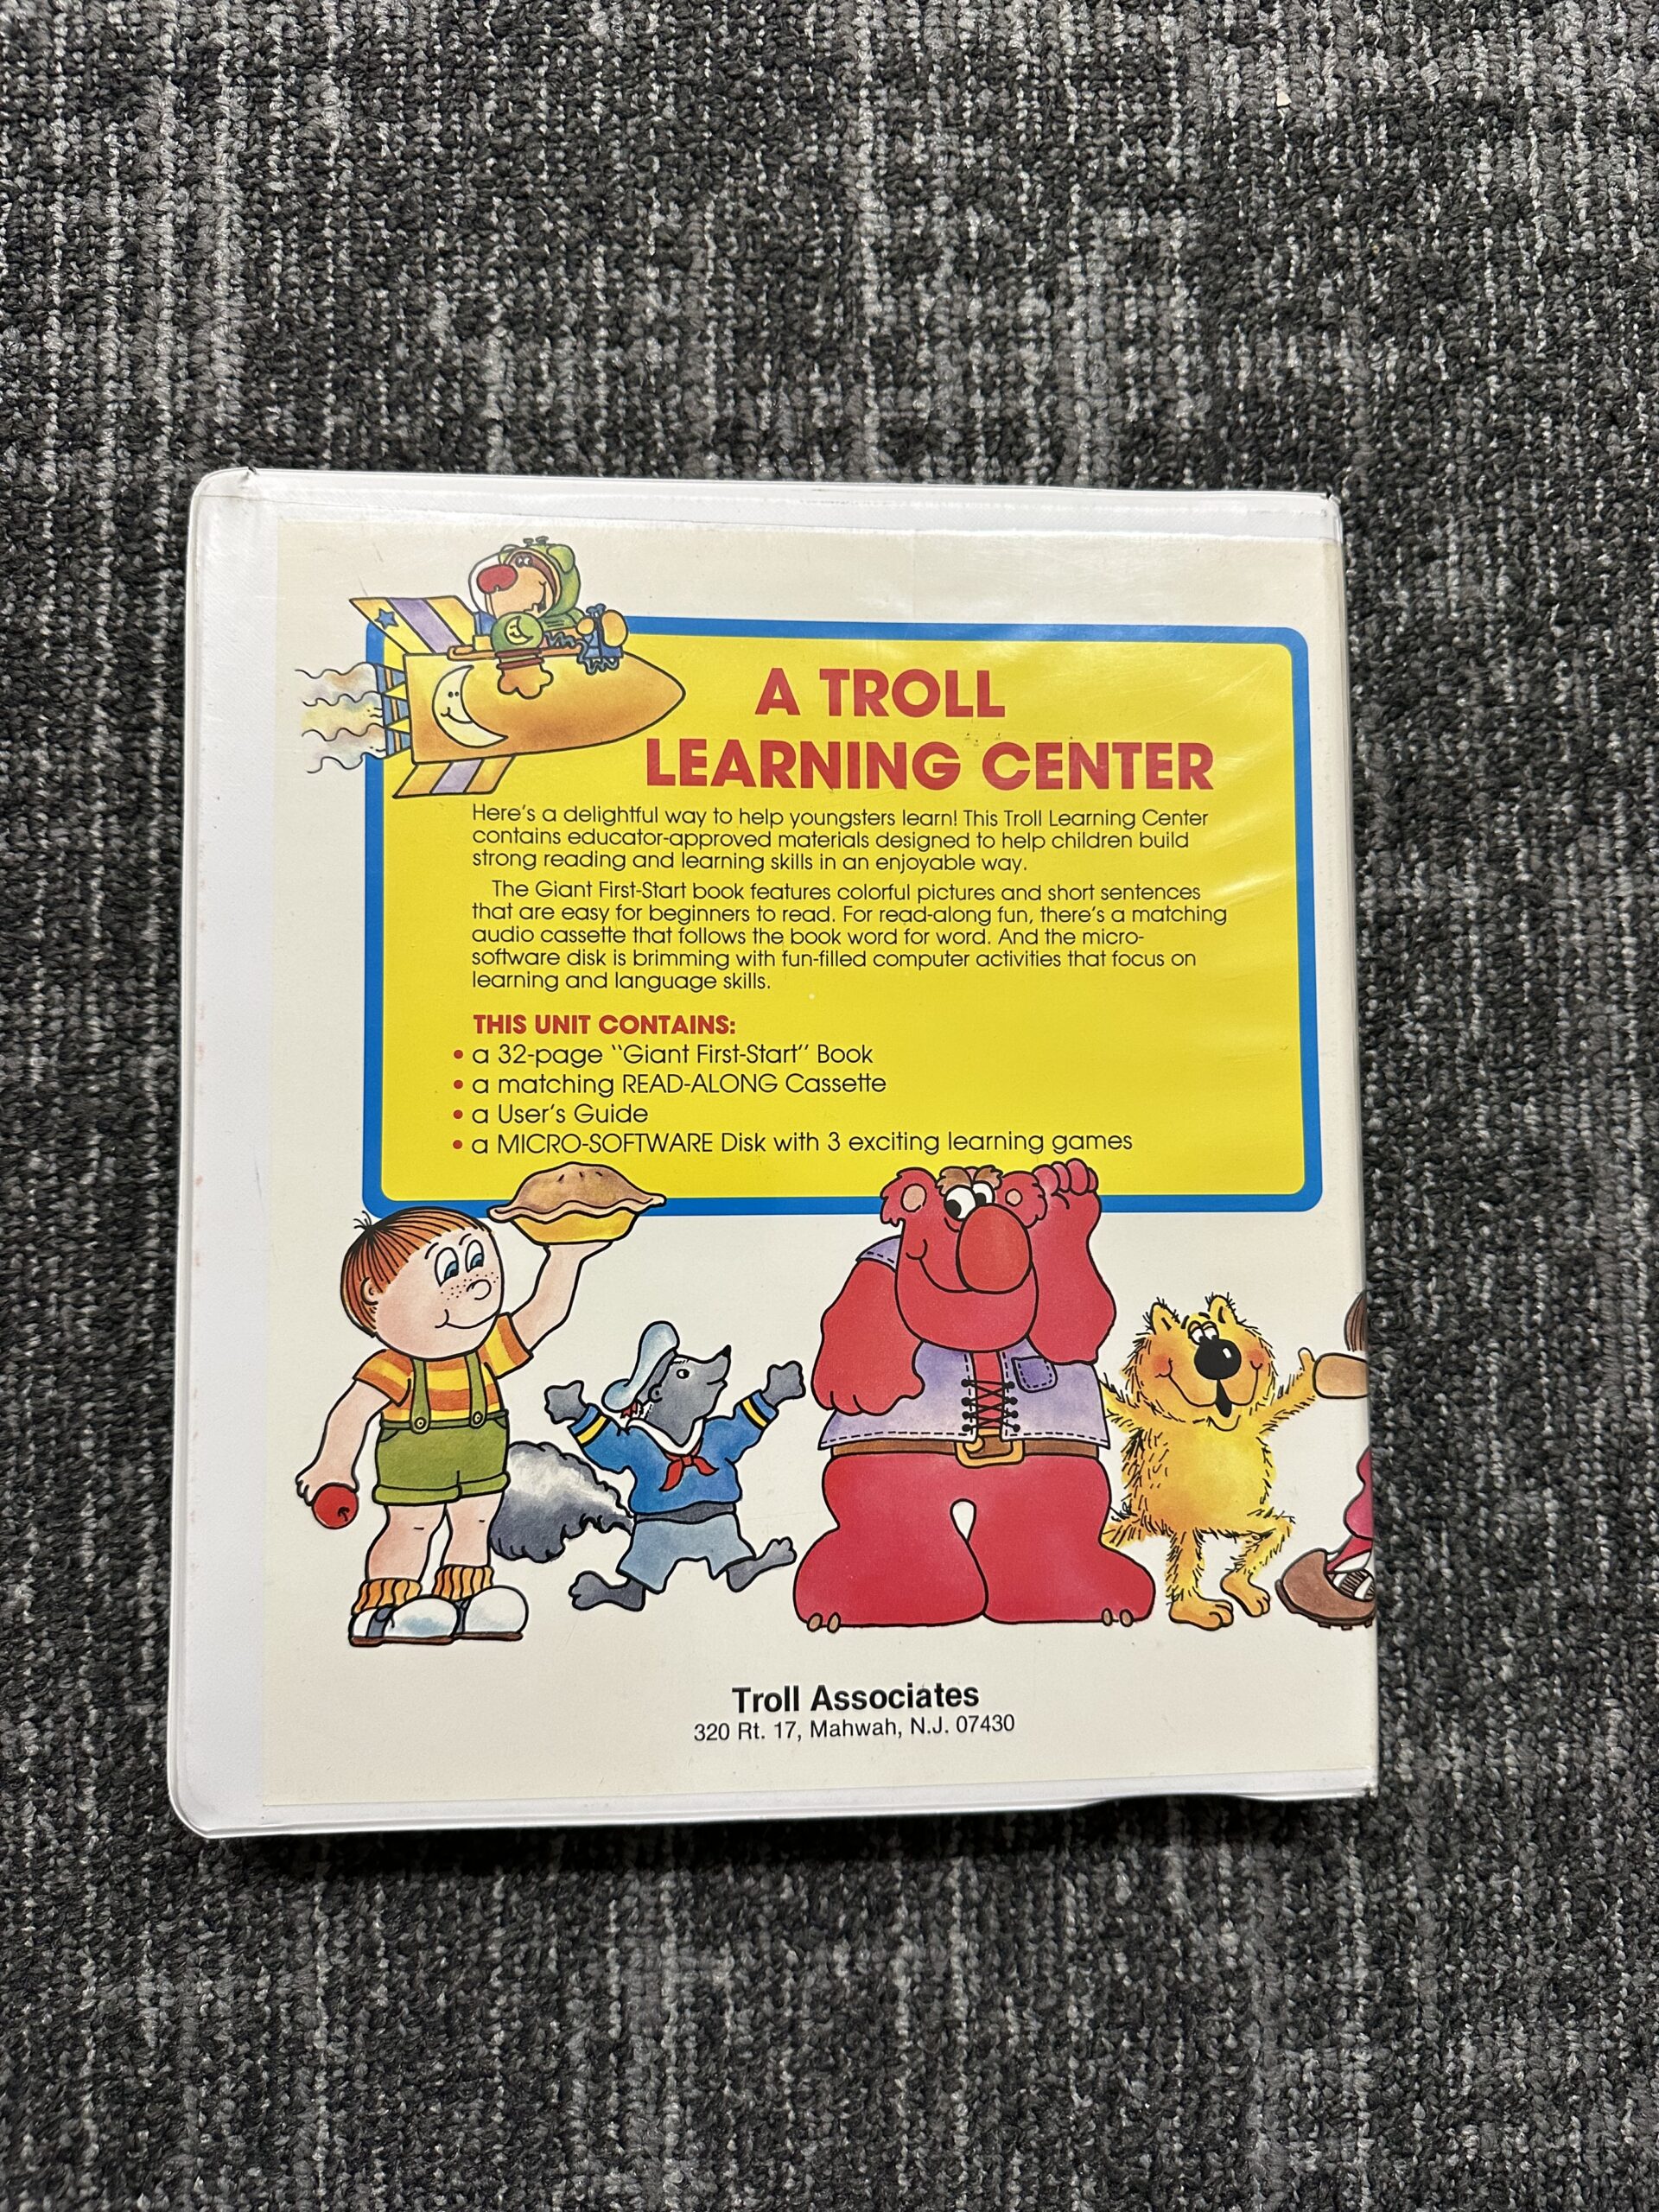 A TROLL
LEARNING CENTER
Here's a delightful way to help youngsters learn! This Troll Learning Center
contains educator-approved materials designed to help children build
strong reading and learning skills in an enjoyable way.
The Giant First-Start book features colorful pictures and short sentences
that are easy for beginners to read. For read-along fun, there's a matching
audio cassette that follows the book word for word. And the micro-
software disk is brimming with fun-filled computer activities that focus on
learning and language skills.
THIS UNIT CONTAINS:
• a 32-page "Giant First-Start" Book
• a matching READ-ALONG Cassette
• a User's Guide
• a MICRO-SOFTWARE Disk with 3 exciting learning games
Troll Associates
320 Rt. 17, Mahwah, N.J. 07430